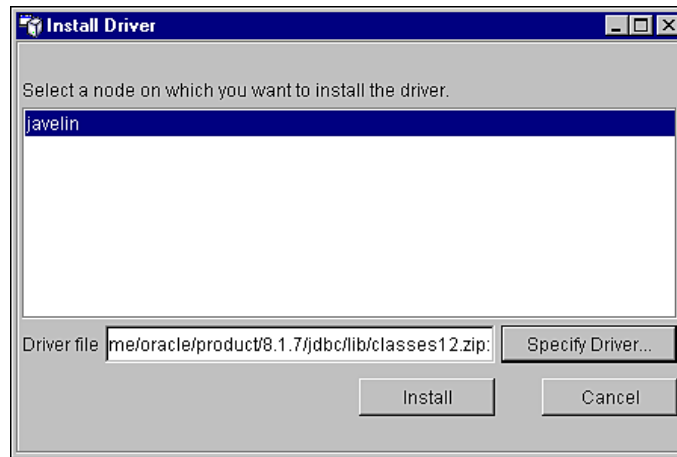 Install Driver
Select a node on which you want to install the driver.
javelin
Driver file me/oracle/product/8.1.7/jdbc/lib/classes12.zip: Specify Driver...
Install Cancel